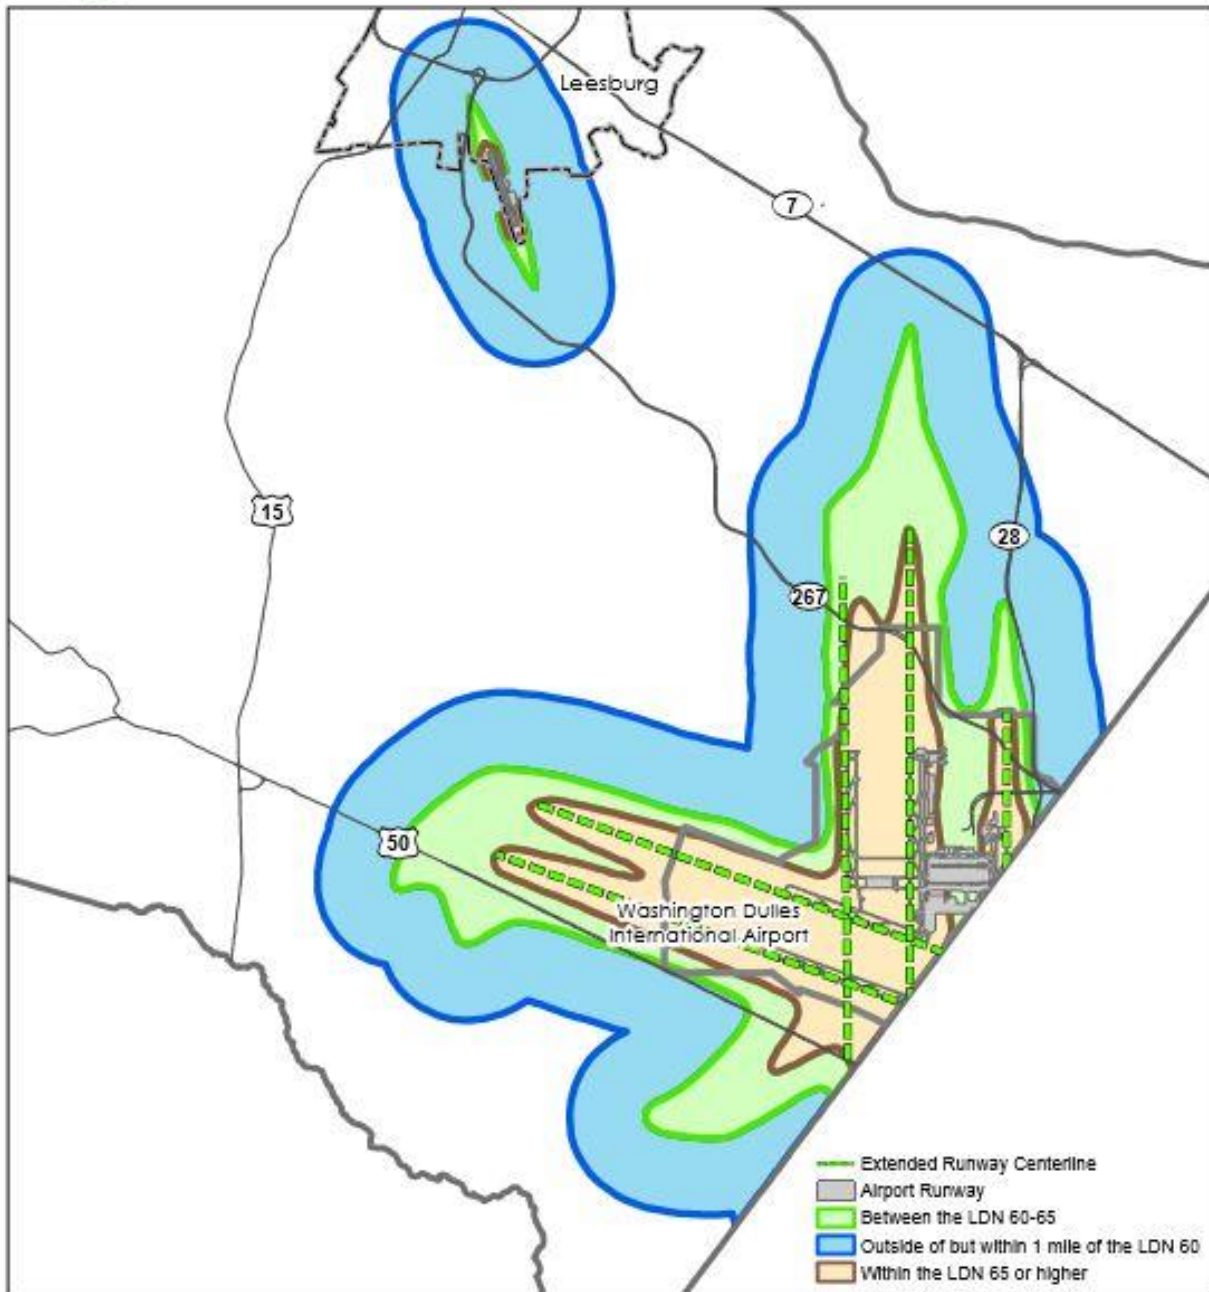 Leesburg
7
15
28
267
50
Washington Dulles
International Airport
Extended Runway Centerline
Airport Runway
Between the LDN 60-65
Outside of but within 1 mile of the LDN 60
Within the LDN 65 or higher